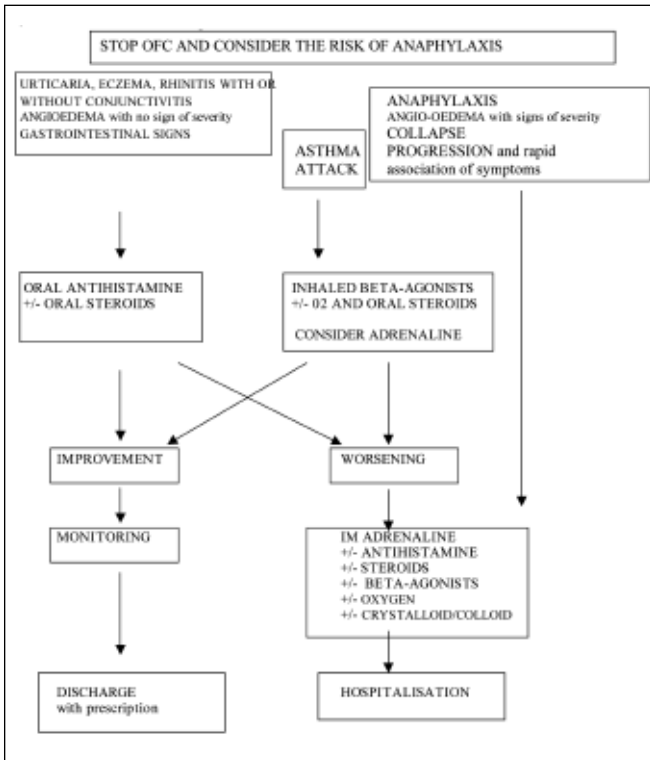 STOP OFC AND CONSIDER THE RISK OF ANAPHYLAXIS
URTICARIA, ECZEMA, RHINITIS WITH OR
WITHOUT CONJUNCTIVITIS
ANGIOEDEMA with no sign of severity
GASTROINTESTINAL SIGNS
ASTHMA
ATTACK
ANAPHYLAXIS
ANGIO-OEDEMA with signs of severity
COLLAPSE
PROGRESSION and rapid
association of symptoms
ORAL ANTIHISTAMINE
+/- ORAL STEROIDS
INHALED BETA-AGONISTS
+/- 02 AND ORAL STEROIDS
CONSIDER ADRENALINE
IMPROVEMENT
WORSENING
MONITORING
IM ADRENALINE
+/- ANTIHISTAMINE
+/- STEROIDS
+/- BETA-AGONISTS
+/- OXYGEN
+/- CRYSTALLOID/COLLOID
DISCHARGE
with prescription
HOSPITALISATION